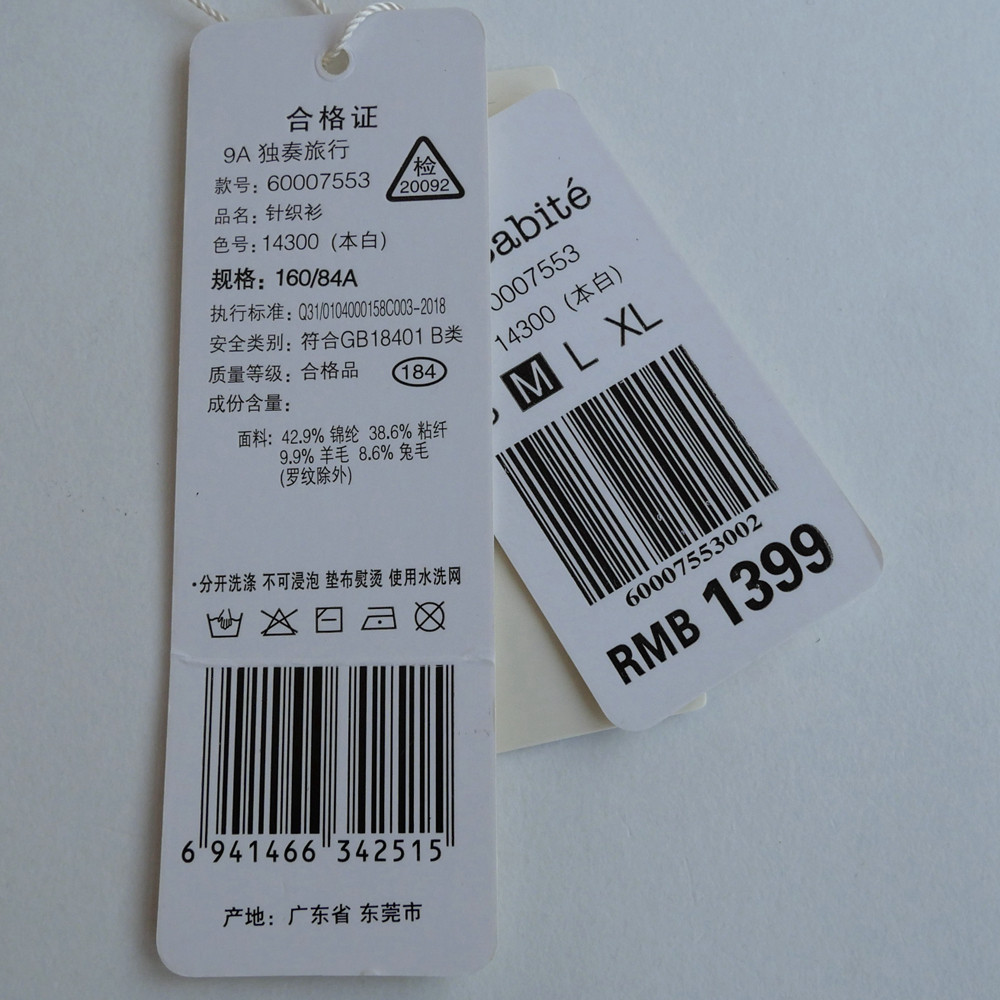 合格证
9A 独奏旅行
款号: 60007553
检
20092
品名: 针织衫
色号: 14300 (本白)
规格: 160/84A
执行标准: Q31/0104000158C003-2018
安全类别: 符合GB18401 B类
质量等级: 合格品
184
成份含量:
面料: 42.9% 锦纶 38.6% 粘纤
9.9% 羊毛 8.6% 兔毛
(罗纹除外)
·分开洗涤 不可浸泡 垫布熨烫 使用水洗网
6 941466 342515
产地: 广东省 东莞市
abité
0007553
14300 (本白)
M L XL
60007553002
RMB 1399